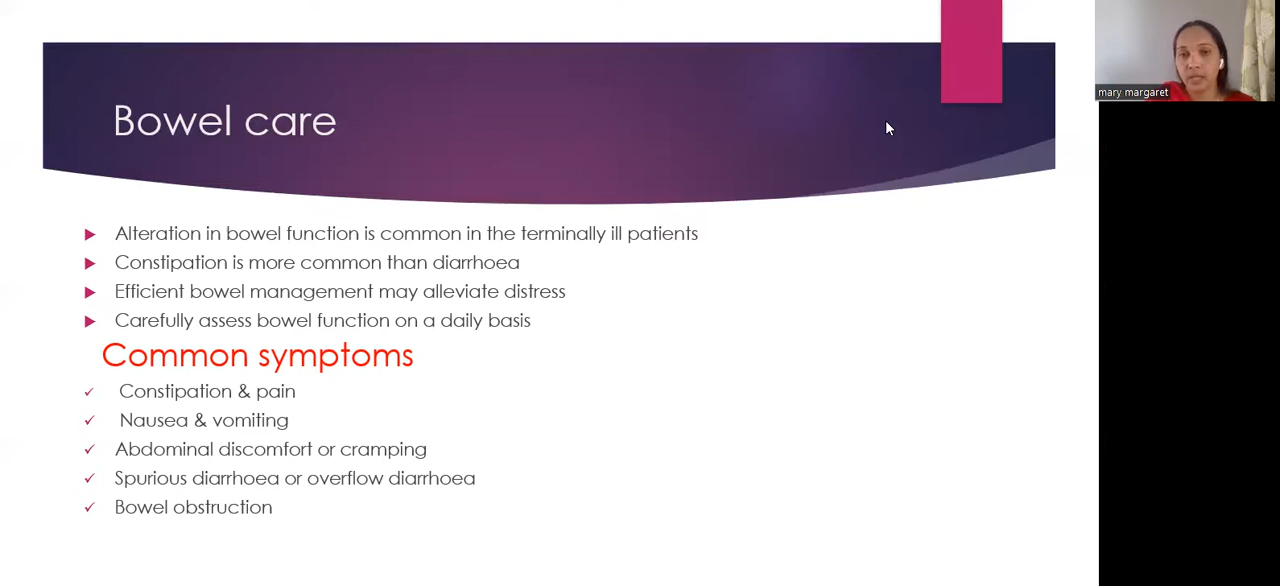 Bowel care
mary margaret
Alteration in bowel function is common in the terminally ill patients
Constipation is more common than diarrhoea
Efficient bowel management may alleviate distress
Carefully assess bowel function on a daily basis
Common symptoms
Constipation & pain
Nausea & vomiting
Abdominal discomfort or cramping
Spurious diarrhoea or overflow diarrhoea
Bowel obstruction